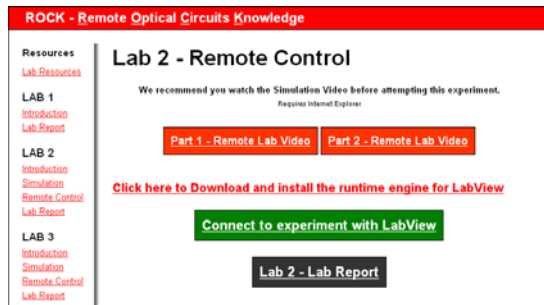 ROCK - Remote Optical Circuits Knowledge
Resources
Lab Resources
LAB 1
Introduction
Lab Report
LAB 2
Introduction
Simulation
Remote Control
Lab Report
LAB 3
Introduction
Simulation
Remote Control
Lab Report
Lab 2 - Remote Control
We recommend you watch the Simulation Video before attempting this experiment.
Requires Internet Explorer
Part 1 - Remote Lab Video Part 2 - Remote Lab Video
Click here to Download and install the runtime engine for LabView
Connect to experiment with LabView
Lab 2 - Lab Report